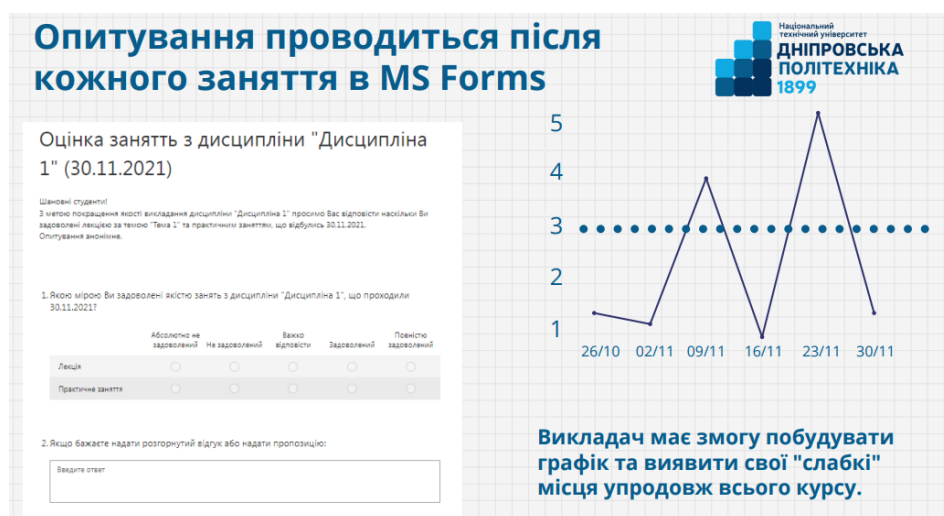 Опитування проводиться після
кожного заняття в MS Forms
Національний
технічний університет
ДНІПРОВСЬКА
ПОЛІТЕХНІКА
1899
Оцінка занятть з дисципліни "Дисципліна
1" (30.11.2021)
Шановні студенти!
З метою покращення якості викладання дисципліни "Дисципліна 1" просимо Вас відповісти наскільки Ви
задоволені лекцією за темою "Тема 1" та практичним заняттям, що відбулись 30.11.2021.
Опитування анонімне.
1. Якою мірою Ви задоволені якістю занять з дисципліни "Дисципліна 1", що проходили
30.11.2021?
Абсолютно не задоволений Не задоволений Важко відповісти Задоволений Повністю задоволений
Лекція
Практичне заняття
2. Якщо бажаєте надати розгорнутий відгук або надати пропозицію:
Введите ответ
5
4
3
2
1
26/10 02/11 09/11 16/11 23/11 30/11
Викладач має змогу побудувати
графік та виявити свої "слабкі"
місця упродовж всього курсу.